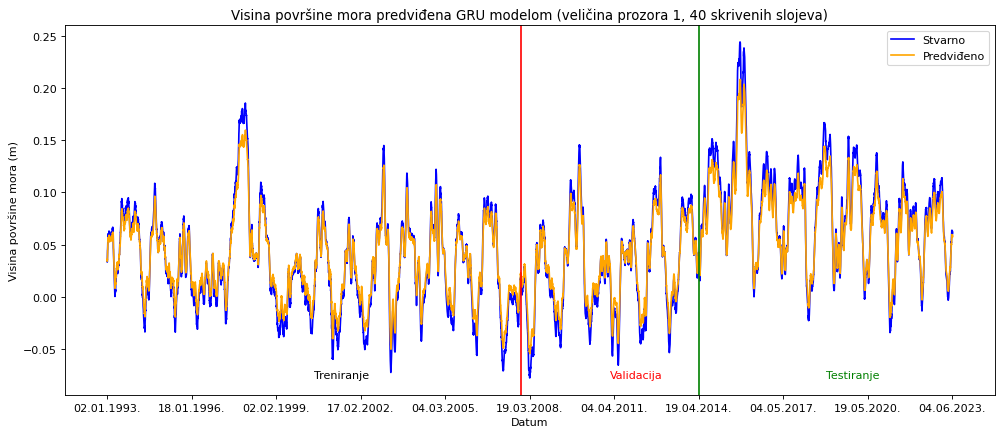 Visina površine mora predviđena GRU modelom (veličina prozora 1, 40 skrivenih slojeva)
Stvarno
Predviđeno
Visina površine mora (m)
0.25
0.20
0.15
0.10
0.05
0.00
−0.05
Treniranje
Validacija
Testiranje
02.01.1993.
18.01.1996.
02.02.1999.
17.02.2002.
04.03.2005.
19.03.2008.
04.04.2011.
19.04.2014.
04.05.2017.
19.05.2020.
04.06.2023.
Datum